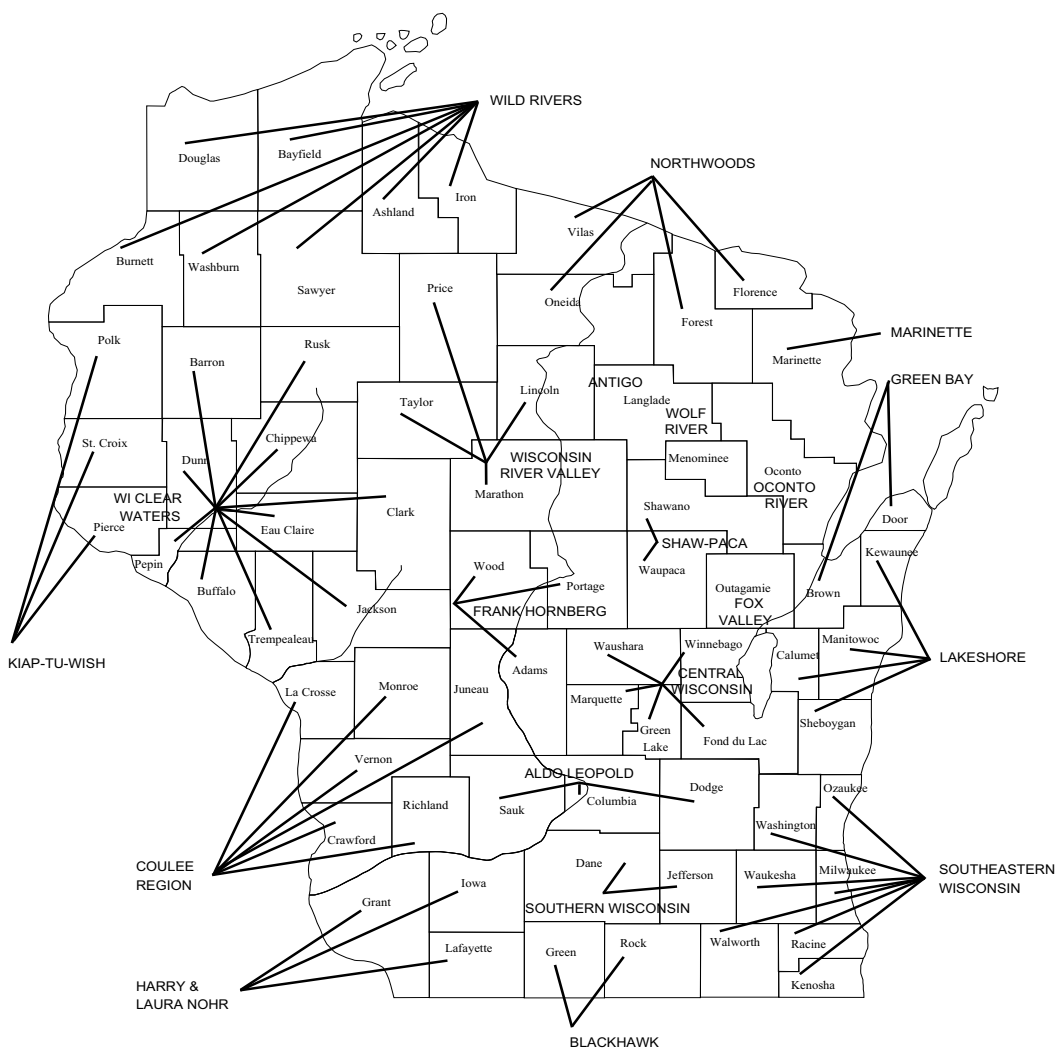 WILD RIVERS
Douglas
Bayfield
NORTHWOODS
Iron
Ashland
Vilas
Burnett
Washburn
Sawyer
Price
Oneida
Florence
Forest
MARINETTE
Polk
Rusk
Barron
Marinette
GREEN BAY
ANTIGO
Lincoln
Taylor
Langlade
WOLF
RIVER
St. Croix
Chippewa
Dunn
WISCONSIN
RIVER VALLEY
Menominee
Oconto
OCONTO
RIVER
Marathon
WI CLEAR
WATERS
Shawano
Clark
Door
Pierce
Eau Claire
SHAW-PACA
Kewaunee
Pepin
Waupaca
Wood
Portage
Buffalo
Outagamie
FOX
VALLEY
Brown
Jackson
FRANK HORNBERG
Trempealeau
Waushara
Winnebago
Manitowoc
KIAP-TU-WISH
Calumet
LAKESHORE
Adams
CENTRAL
WISCONSIN
La Crosse
Monroe
Juneau
Marquette
Sheboygan
Green
Lake
Fond du Lac
Vernon
ALDO LEOPOLD
Dodge
Ozaukee
Richland
Sauk
Columbia
Washington
Crawford
COULEE
REGION
Dane
Milwaukee
SOUTHEASTERN
WISCONSIN
Jefferson
Waukesha
Iowa
Grant
SOUTHERN WISCONSIN
Lafayette
Green
Rock
Walworth
Racine
HARRY &
LAURA NOHR
Kenosha
BLACKHAWK